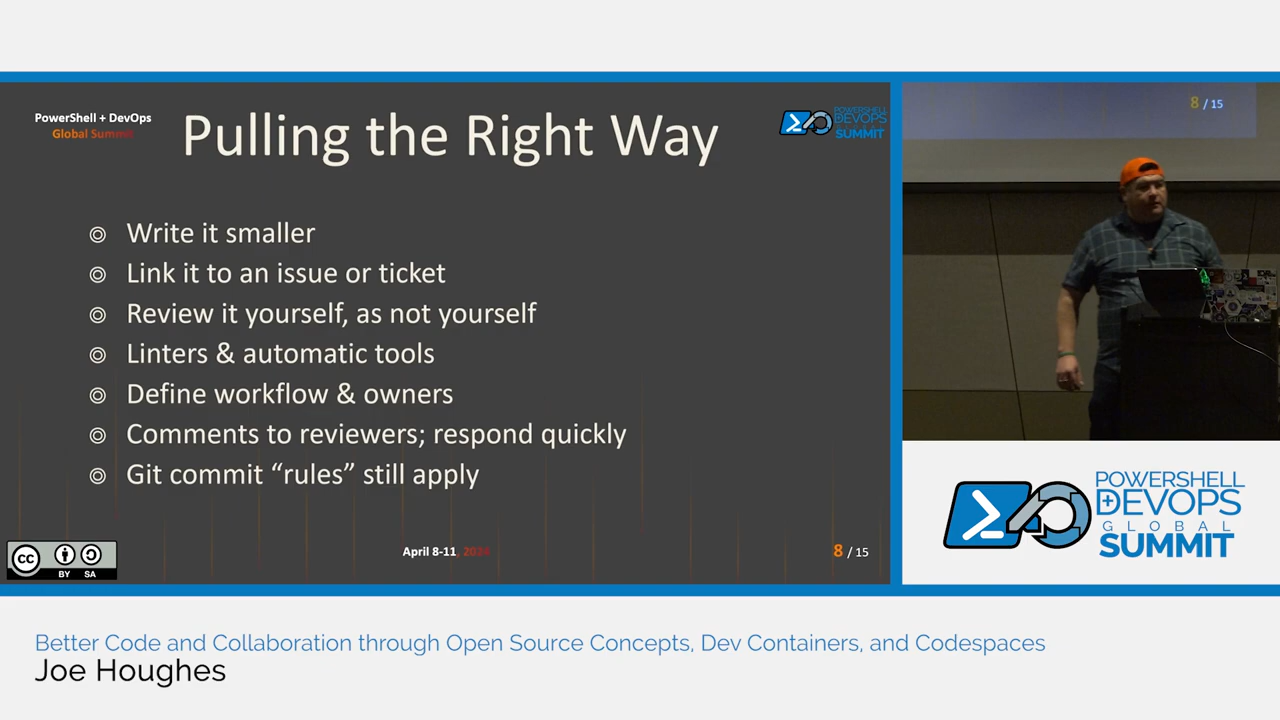 PowerShell + DevOps
Global Summit
Pulling the Right Way
POWERSHELL
DEVOPS
GLOBAL
SUMMIT
Write it smaller
Link it to an issue or ticket
Review it yourself, as not yourself
Linters & automatic tools
Define workflow & owners
Comments to reviewers; respond quickly
Git commit “rules” still apply
cc BY SA
April 8-11, 2024
8 / 15
8 / 15
POWERSHELL
+DEVOPS
GLOBAL
SUMMIT
Better Code and Collaboration through Open Source Concepts, Dev Containers, and Codespaces
Joe Houghes